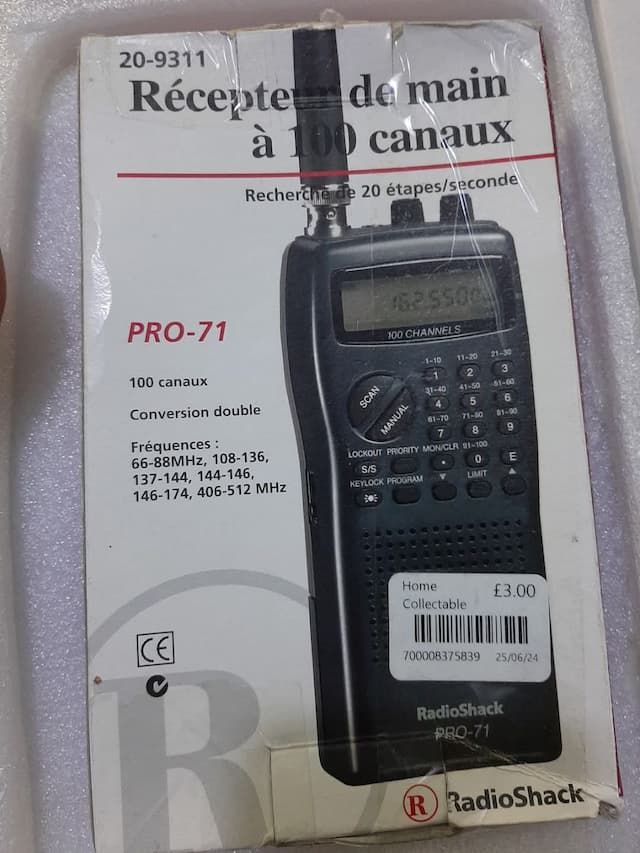 20-9311
Récepteur de main
à 100 canaux
Recherche de 20 étapes/seconde
162.5500
100 CHANNELS
PRO-71
100 canaux
Conversion double
Fréquences :
66-88MHz, 108-136,
137-144, 144-146,
146-174, 406-512 MHz
1-10 11-20 21-30
1 2 3
SCAN
MANUAL
31-40 41-50 51-60
4 5 6
61-70 71-80 81-90
7 8 9
LOCKOUT PRIORITY MON/CLR 91-100
S/S • 0 E
KEYLOCK PROGRAM ▼ LIMIT ▲
Home £3.00
Collectable
700008375839 25/06/24
CE
RadioShack
PRO-71
R
R RadioShack